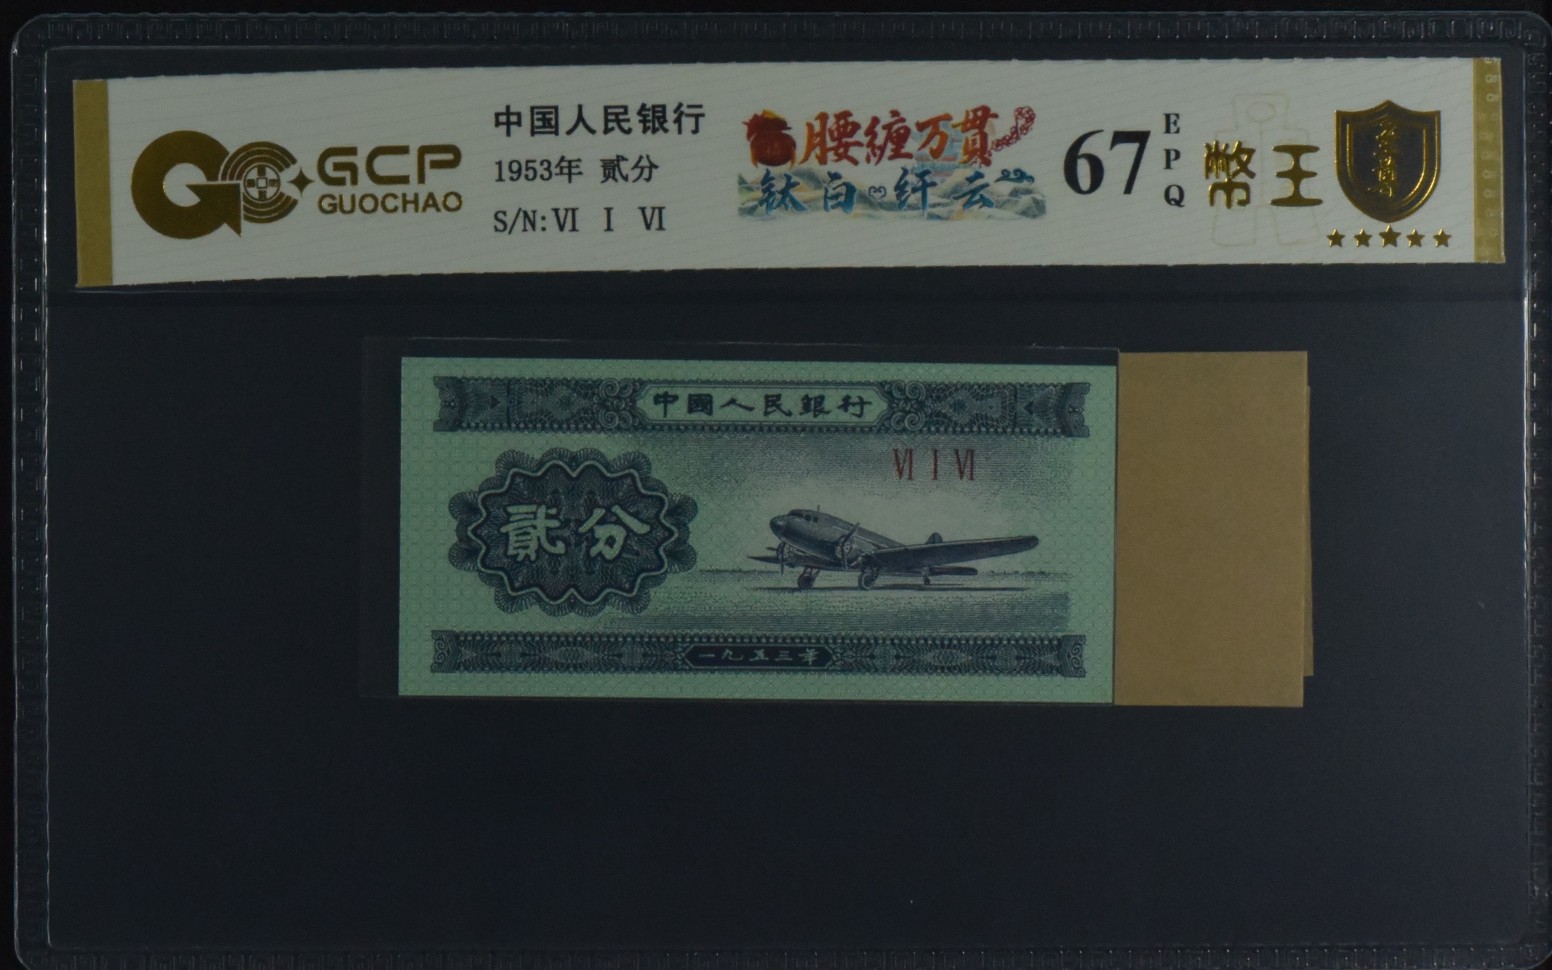 GCP
GUOCHAO
中国人民银行
1953年 贰分
S/N:Ⅵ Ⅰ Ⅵ
腰缠万贯
钛白纤云
67
EPQ
幣王
中國人民銀行
Ⅵ Ⅰ Ⅵ
貳分
一九五三年